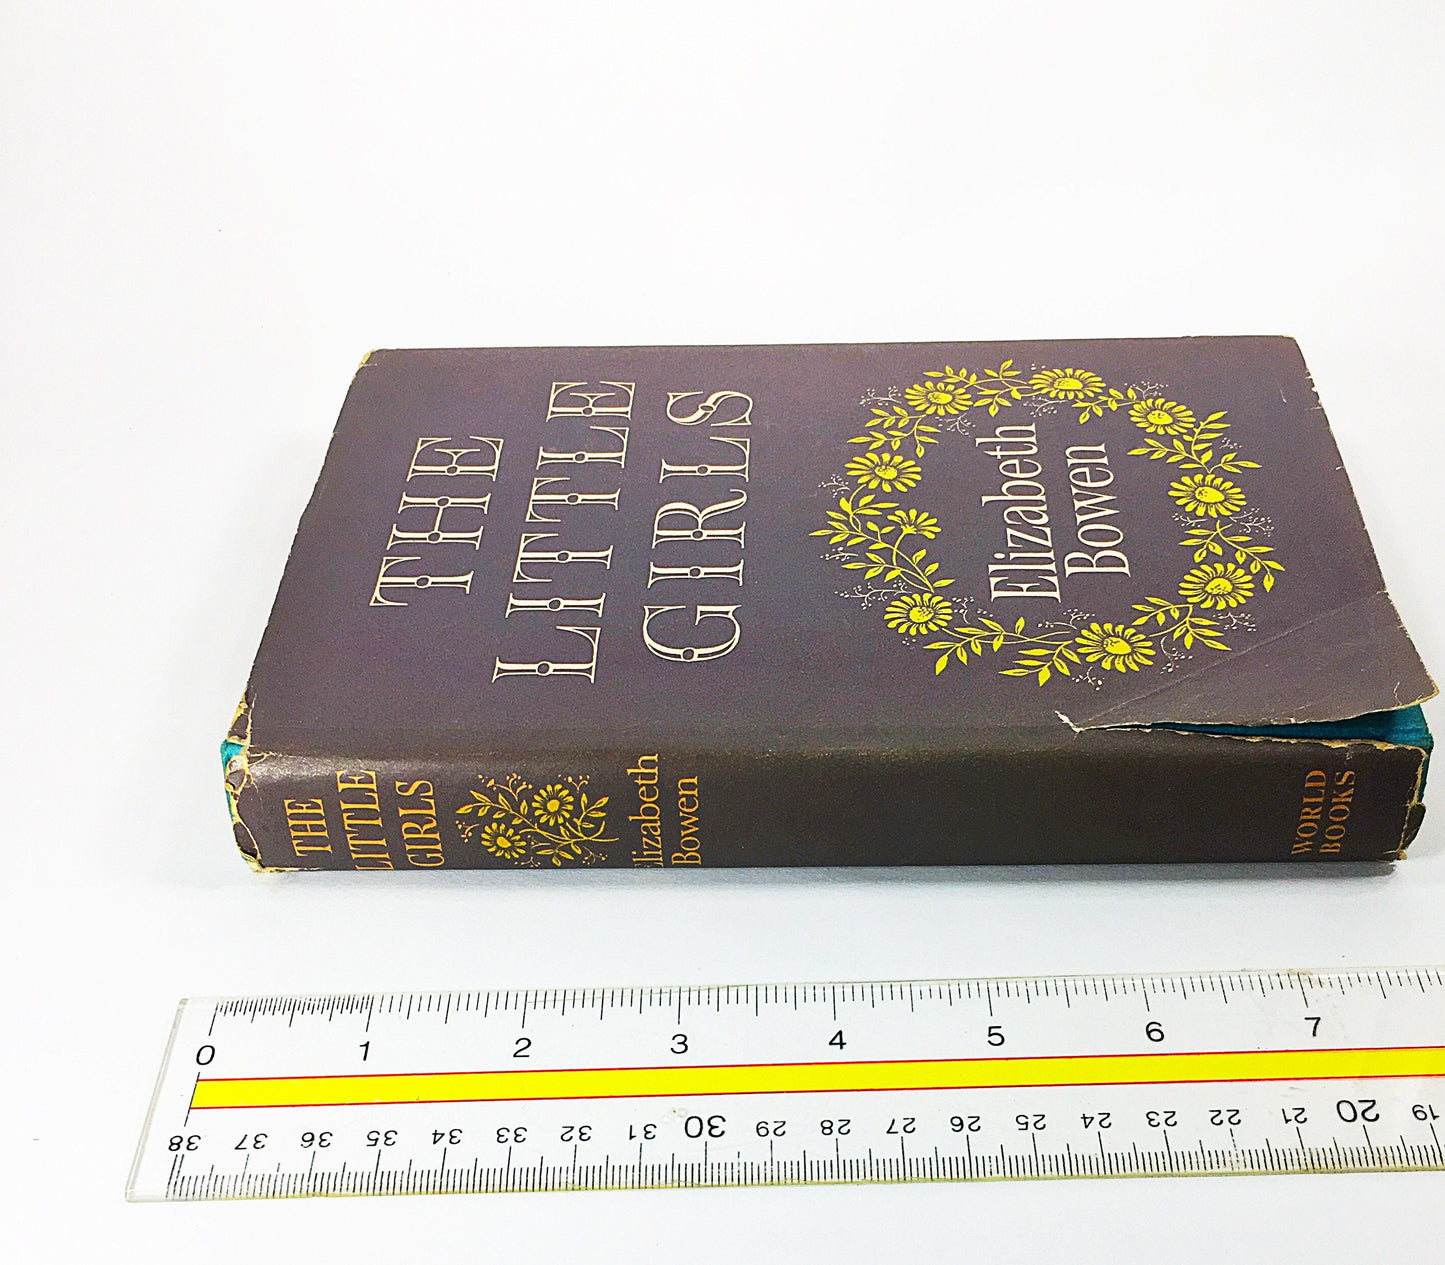 THE
LITTLE
GIRLS
Elizabeth
Bowen
THE
LITTLE
GIRLS
Elizabeth
Bowen
WORLD
BOOKS
0 1 2 3 4 5 6 7
38 37 36 35 34 33 32 31 30 29 28 27 26 25 24 23 22 21 20 19